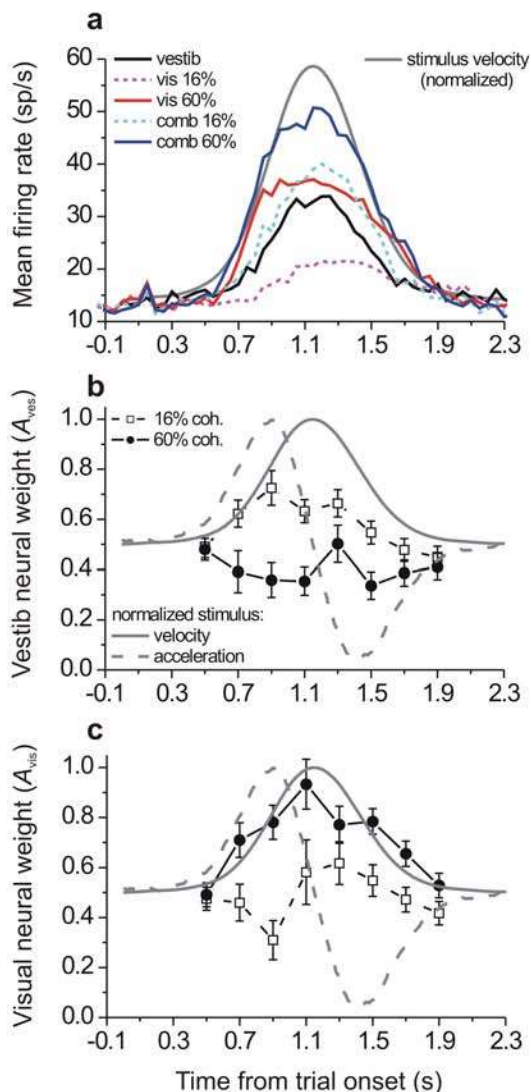 a
60
50
40
30
20
10
Mean firing rate (sp/s)
vestib
vis 16%
vis 60%
comb 16%
comb 60%
stimulus velocity
(normalized)
-0.1 0.3 0.7 1.1 1.5 1.9 2.3
b
1.0
0.8
0.6
0.4
0.2
0.0
Vestib neural weight (Aves)
16% coh.
60% coh.
normalized stimulus:
velocity
acceleration
-0.1 0.3 0.7 1.1 1.5 1.9 2.3
c
1.0
0.8
0.6
0.4
0.2
0.0
Visual neural weight (Avis)
-0.1 0.3 0.7 1.1 1.5 1.9 2.3
Time from trial onset (s)